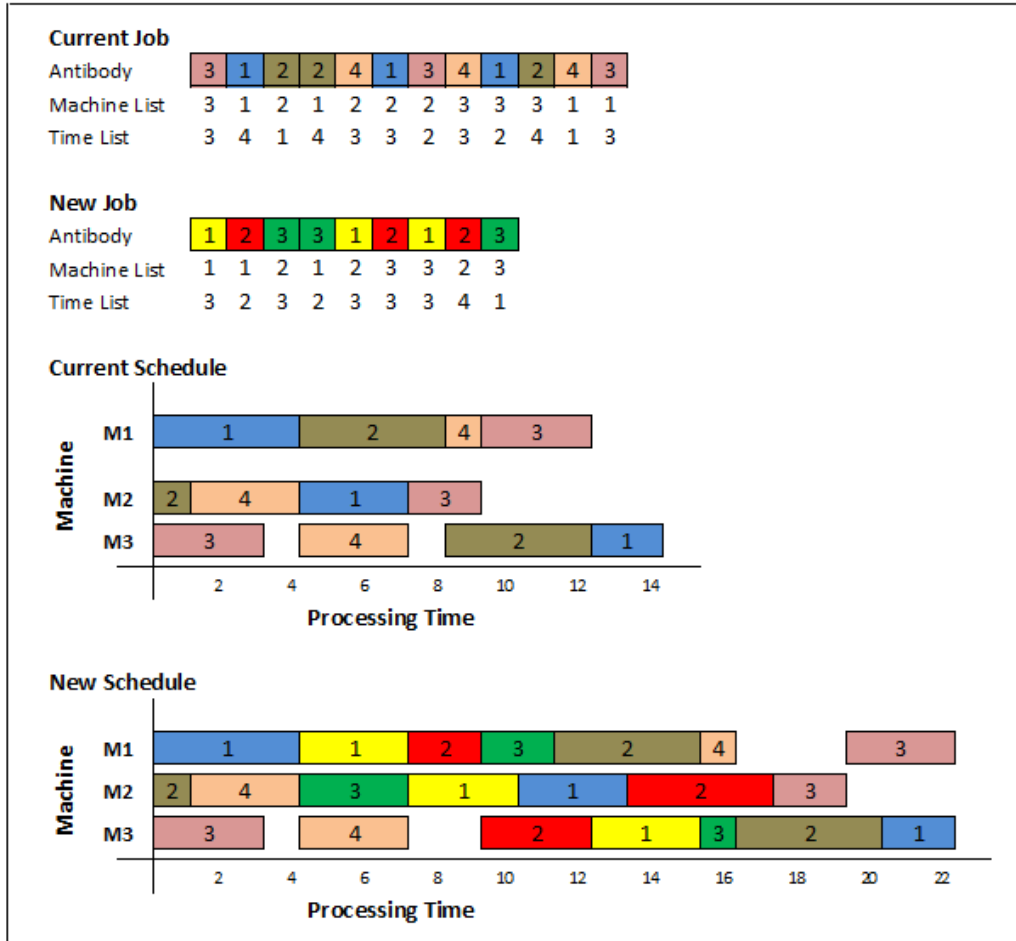 Current Job
Antibody 3 1 2 2 4 1 3 4 1 2 4 3
Machine List 3 1 2 1 2 2 2 3 3 3 1 1
Time List 3 4 1 4 3 3 2 3 2 4 1 3
New Job
Antibody 1 2 3 3 1 2 1 2 3
Machine List 1 1 2 1 2 3 3 2 3
Time List 3 2 3 2 3 3 3 4 1
Current Schedule
Machine
M1 1 2 4 3
M2 2 4 1 3
M3 3 4 2 1
2 4 6 8 10 12 14
Processing Time
New Schedule
Machine
M1 1 1 2 3 2 4 3
M2 2 4 3 1 1 2 3
M3 3 4 2 1 3 2 1
2 4 6 8 10 12 14 16 18 20 22
Processing Time